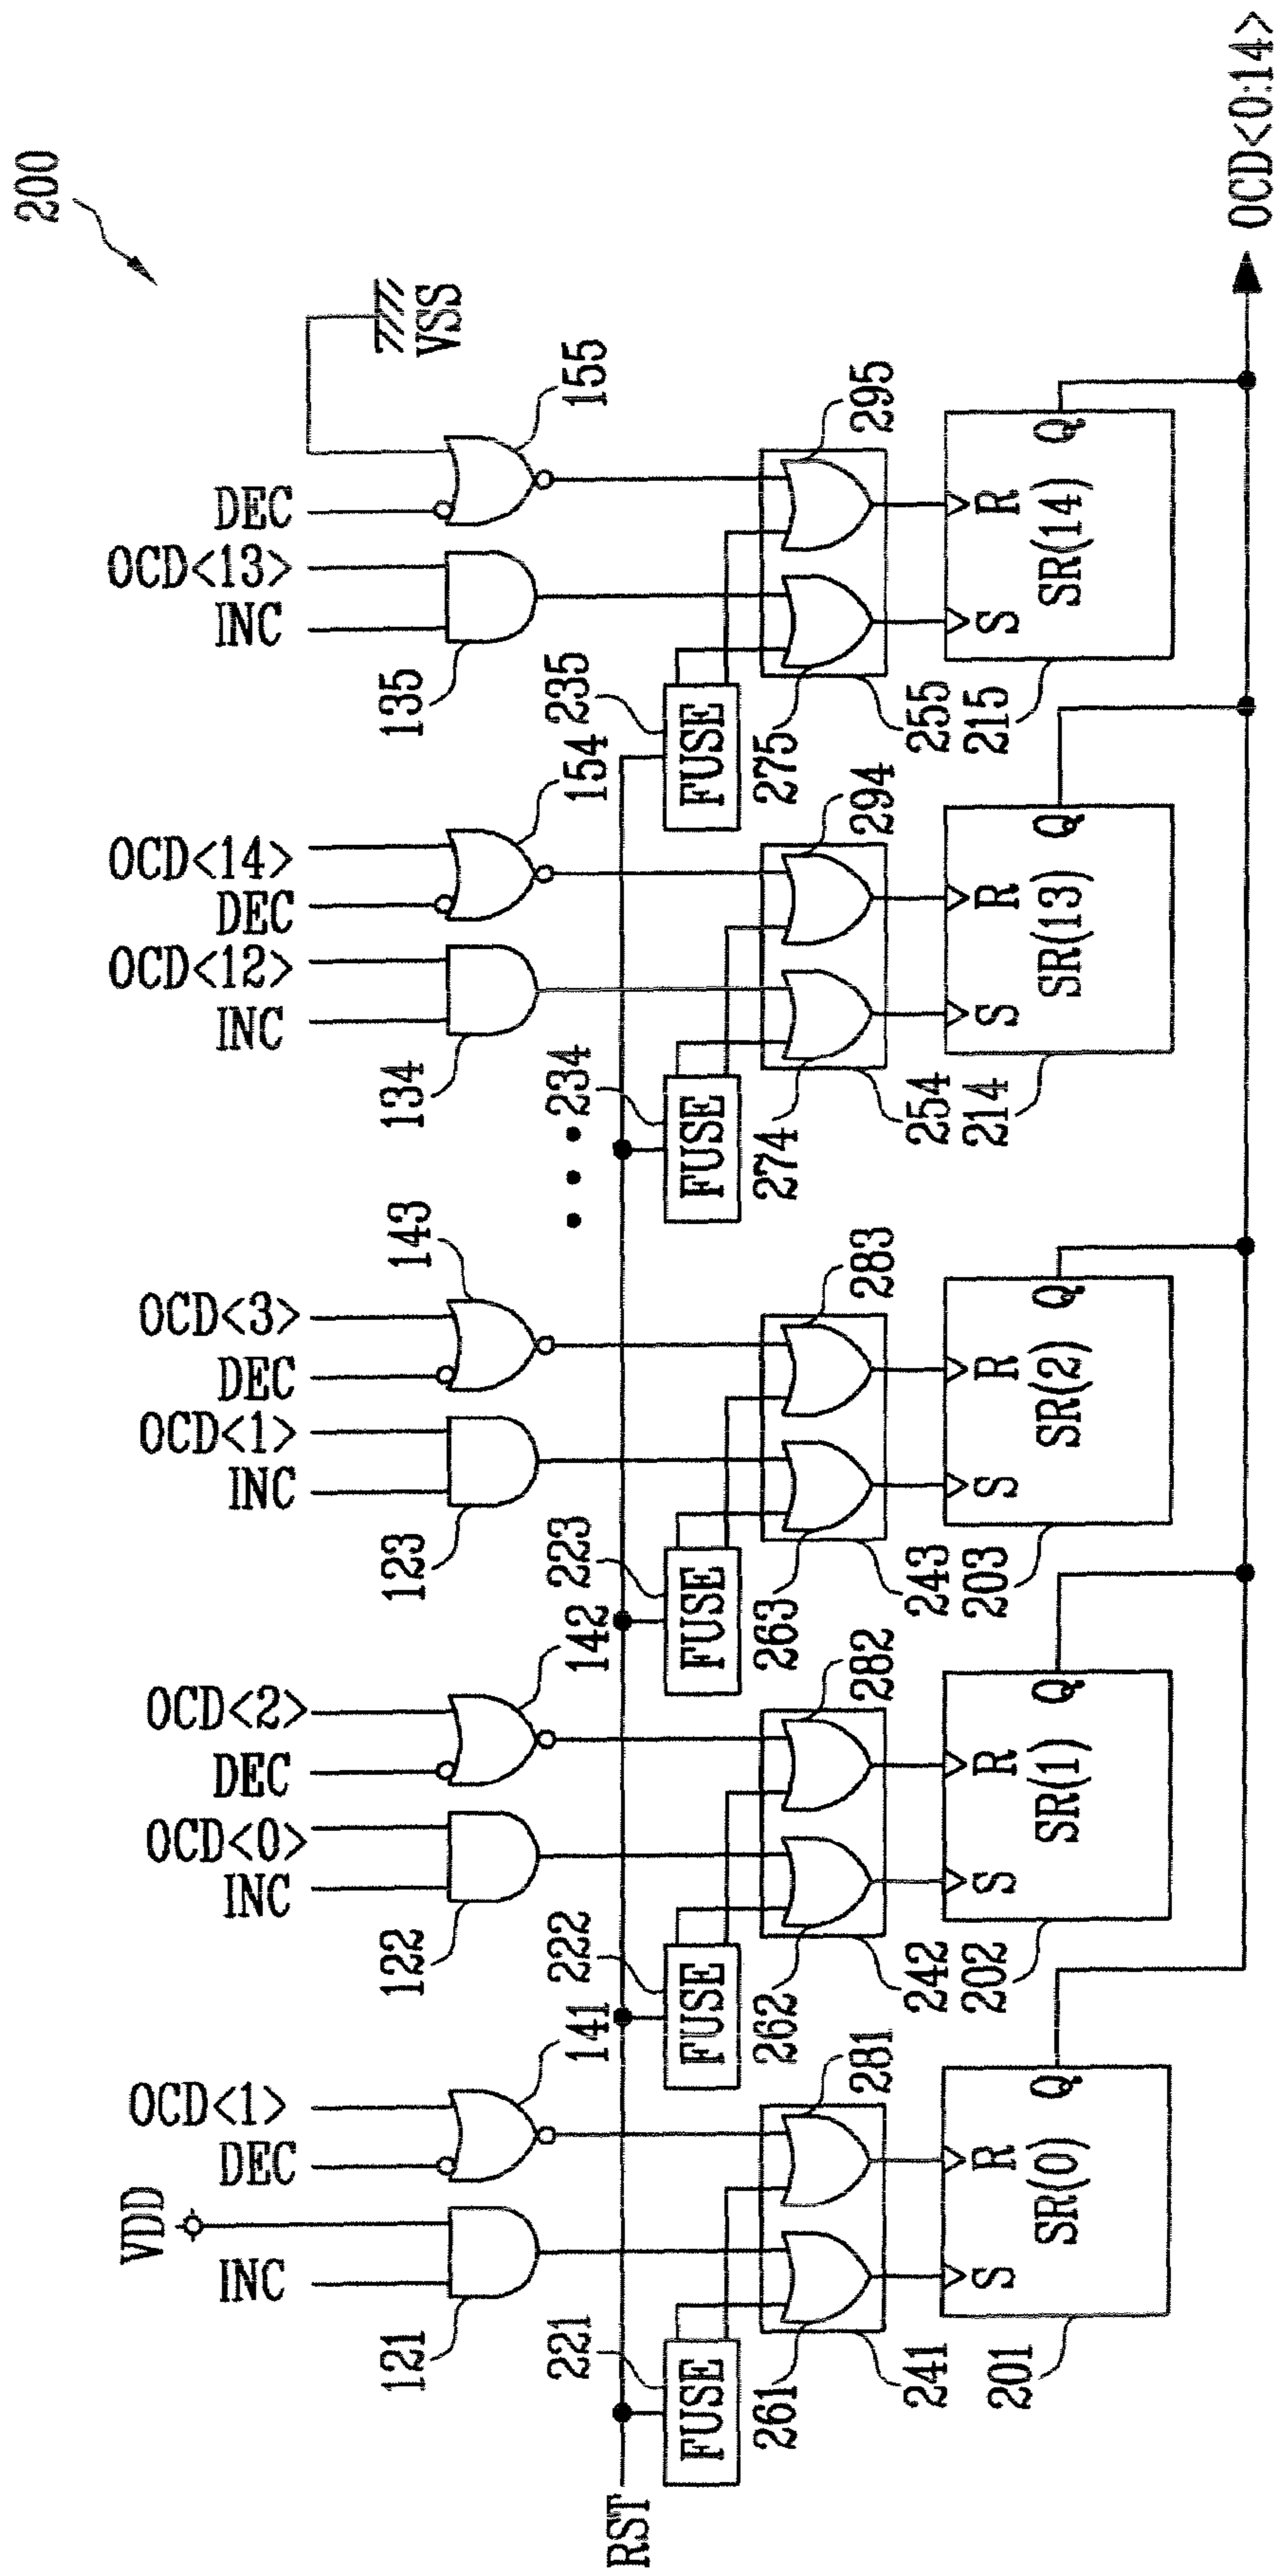 200
VDD
INC
OCD<1>
DEC
OCD<0>
INC
OCD<2>
DEC
OCD<1>
INC
OCD<3>
DEC
OCD<12>
INC
OCD<14>
DEC
OCD<13>
INC
DEC
VSS
121
141
122
142
123
143
134
154
135
155
RST
221
222
223
234
235
FUSE
FUSE
FUSE
FUSE
FUSE
261
281
262
282
263
283
274
294
275
295
241
242
243
254
255
201
202
203
214
215
S
R
Q
SR(0)
S
R
Q
SR(1)
S
R
Q
SR(2)
S
R
Q
SR(13)
S
R
Q
SR(14)
OCD<0:14>